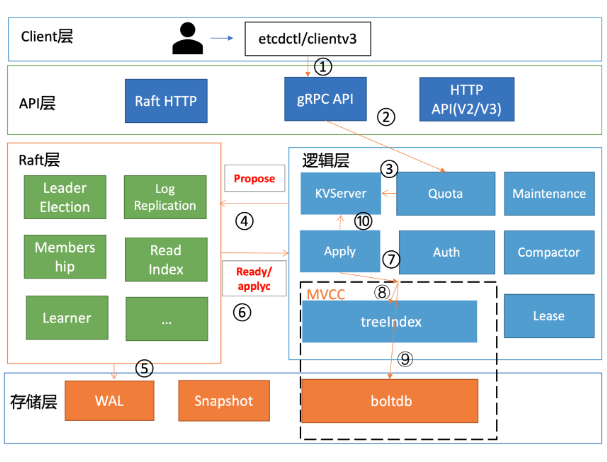 Client层
etcdctl/clientv3
①
API层
Raft HTTP
gRPC API
HTTP
API(V2/V3)
②
Raft层
Leader
Election
Log
Replication
Members
hip
Read
Index
Learner
...
Propose
④
Ready/
applyc
⑥
逻辑层
③
KVServer
Quota
Maintenance
⑩
Apply
⑦
Auth
Compactor
MVCC
⑧
treeIndex
Lease
⑨
⑤
存储层
WAL
Snapshot
boltdb